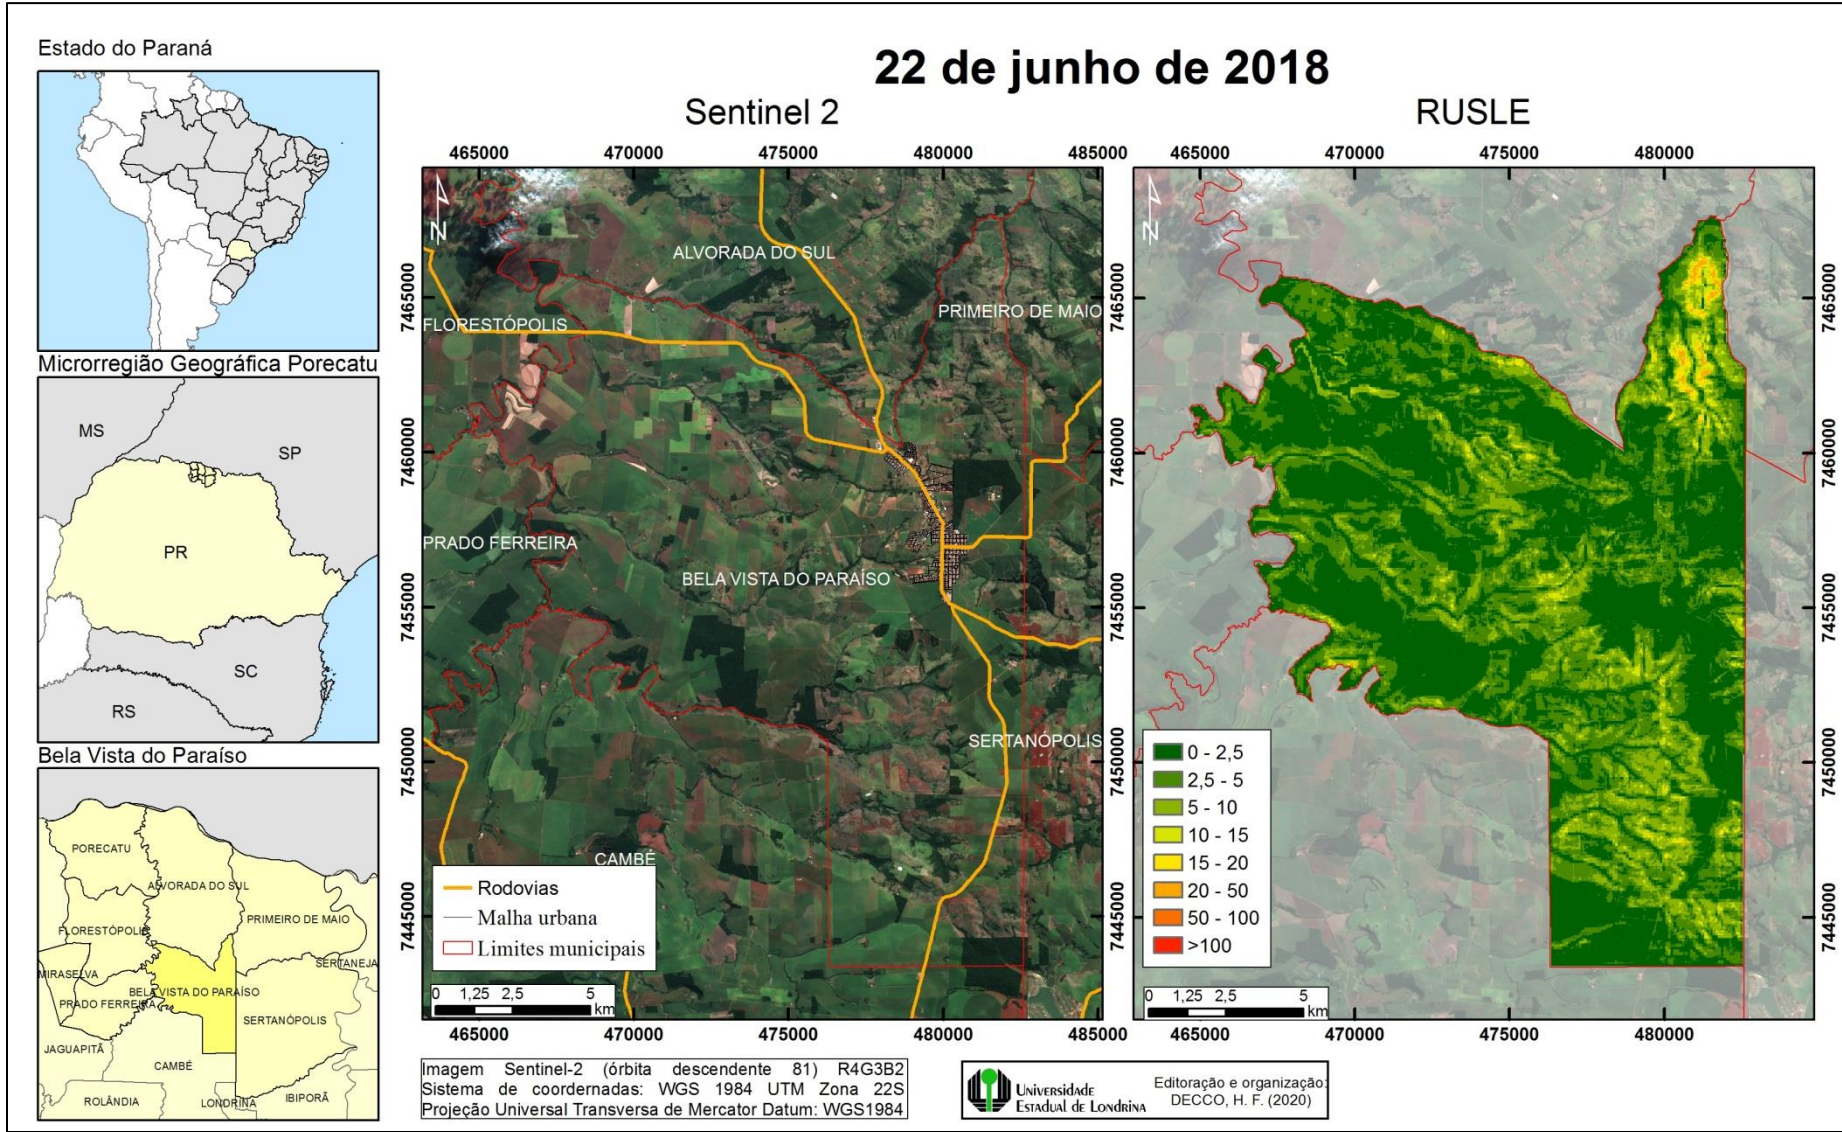 Estado do Paraná
Microrregião Geográfica Porecatu
MS
SP
PR
SC
RS
Bela Vista do Paraíso
PORECATU
ALVORADA DO SUL
PRIMEIRO DE MAIO
FLORESTÓPOLIS
SERTANEJA
MIRASELVA
BELA VISTA DO PARAÍSO
PRADO FERREIRA
SERTANÓPOLIS
JAGUAPITÃ
CAMBÉ
ROLÂNDIA
LONDRINA
IBIPORÃ
22 de junho de 2018
Sentinel 2
465000 470000 475000 480000 485000
N
ALVORADA DO SUL
7465000
PRIMEIRO DE MAIO
FLORESTÓPOLIS
7460000
PRADO FERREIRA
BELA VISTA DO PARAÍSO
7455000
SERTANÓPOLIS
7450000
CAMBÉ
7445000
Rodovias
Malha urbana
Limites municipais
0 1,25 2,5 5
km
465000 470000 475000 480000 485000
RUSLE
465000 470000 475000 480000
N
7465000
7460000
7455000
7450000
7445000
0 - 2,5
2,5 - 5
5 - 10
10 - 15
15 - 20
20 - 50
50 - 100
>100
0 1,25 2,5 5
km
465000 470000 475000 480000
Imagem Sentinel-2 (órbita descendente 81) R4G3B2
Sistema de coordernadas: WGS 1984 UTM Zona 22S
Projeção Universal Transversa de Mercator Datum: WGS1984
UNIVERSIDADE
ESTADUAL DE LONDRINA
Editoração e organização:
DECCO, H. F. (2020)